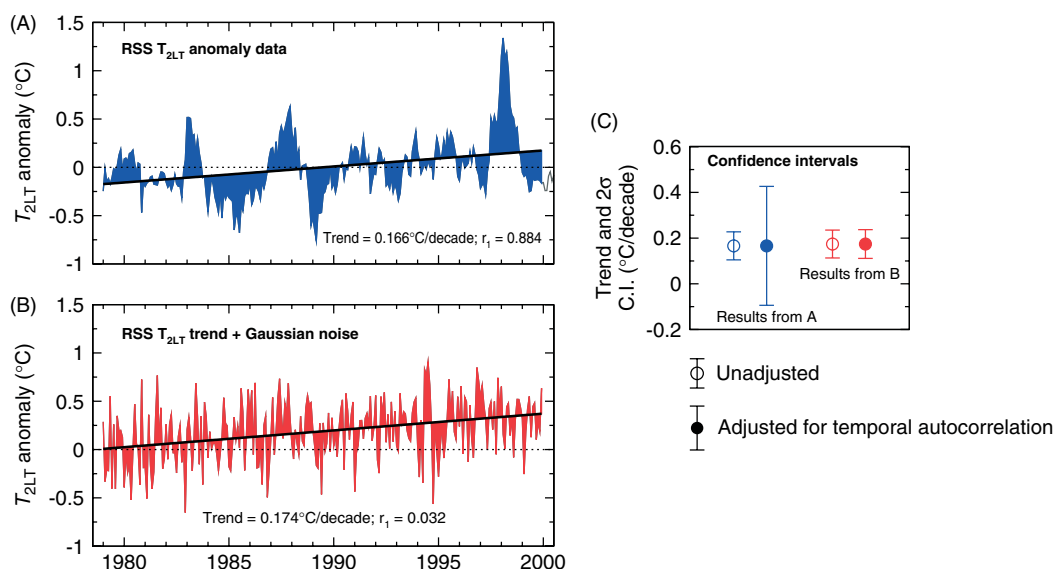 (A)
1.5
1
0.5
0
-0.5
-1
T2LT anomaly (°C)
RSS T2LT anomaly data
Trend = 0.166°C/decade; r1 = 0.884
(B)
1.5
1
0.5
0
-0.5
-1
T2LT anomaly (°C)
RSS T2LT trend + Gaussian noise
Trend = 0.174°C/decade; r1 = 0.032
1980 1985 1990 1995 2000
(C)
0.6
0.4
0.2
0
-0.2
Trend and 2σ
C.I. (°C/decade)
Confidence intervals
Results from B
Results from A
Unadjusted
Adjusted for temporal autocorrelation